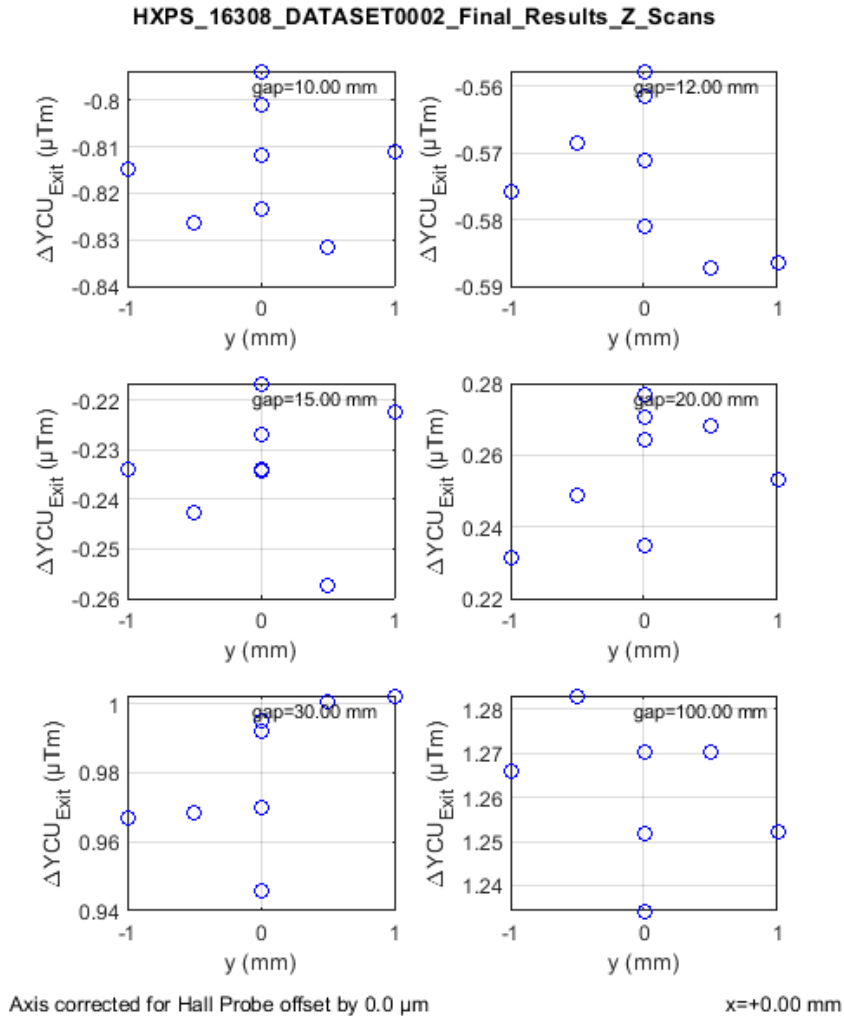 HXPS_16308_DATASET0002_Final_Results_Z_Scans
gap=10.00 mm
-0.8
-0.81
-0.82
-0.83
-0.84
ΔYCU_Exit (μTm)
-1 0 1
y (mm)
gap=12.00 mm
-0.56
-0.57
-0.58
-0.59
ΔYCU_Exit (μTm)
-1 0 1
y (mm)
gap=15.00 mm
-0.22
-0.23
-0.24
-0.25
-0.26
ΔYCU_Exit (μTm)
-1 0 1
y (mm)
gap=20.00 mm
0.28
0.26
0.24
0.22
ΔYCU_Exit (μTm)
-1 0 1
y (mm)
gap=30.00 mm
1
0.98
0.96
0.94
ΔYCU_Exit (μTm)
-1 0 1
y (mm)
gap=100.00 mm
1.28
1.27
1.26
1.25
1.24
ΔYCU_Exit (μTm)
-1 0 1
y (mm)
Axis corrected for Hall Probe offset by 0.0 μm
x=+0.00 mm